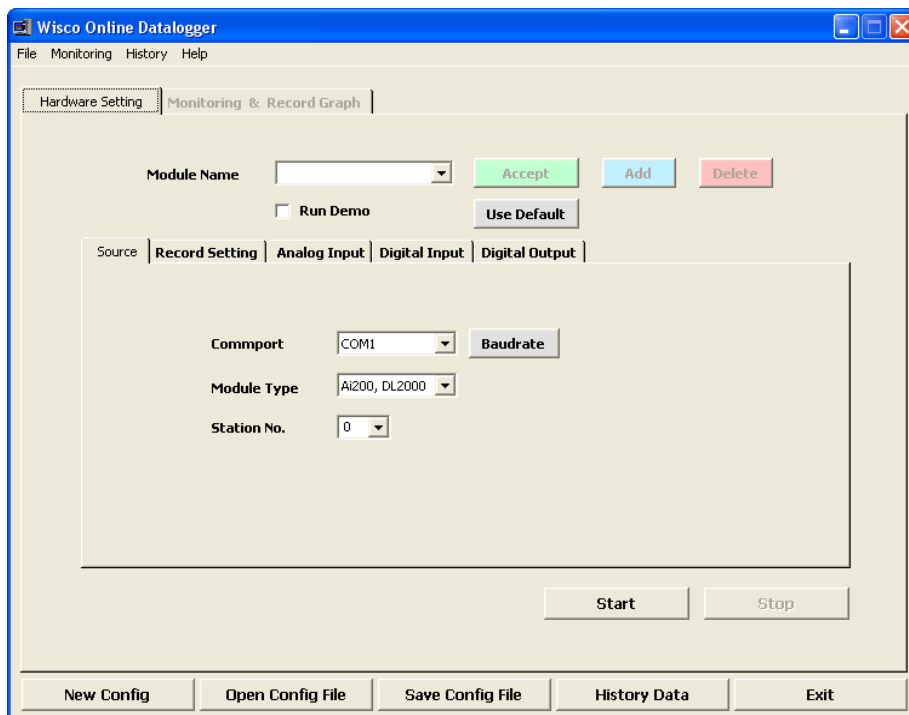 Wisco Online Datalogger
File Monitoring History Help
Hardware Setting Monitoring & Record Graph
Module Name Accept Add Delete
Run Demo Use Default
Source Record Setting Analog Input Digital Input Digital Output
Commport COM1 Baudrate
Module Type Ai200, DL2000
Station No. 0
Start Stop
New Config Open Config File Save Config File History Data Exit